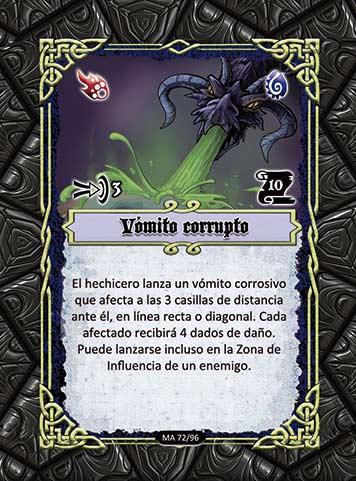 3
10
Vómito corrupto
El hechicero lanza un vómito corrosivo
que afecta a las 3 casillas de distancia
ante él, en línea recta o diagonal. Cada
afectado recibirá 4 dados de daño.
Puede lanzarse incluso en la Zona de
Influencia de un enemigo.
MA 72/96